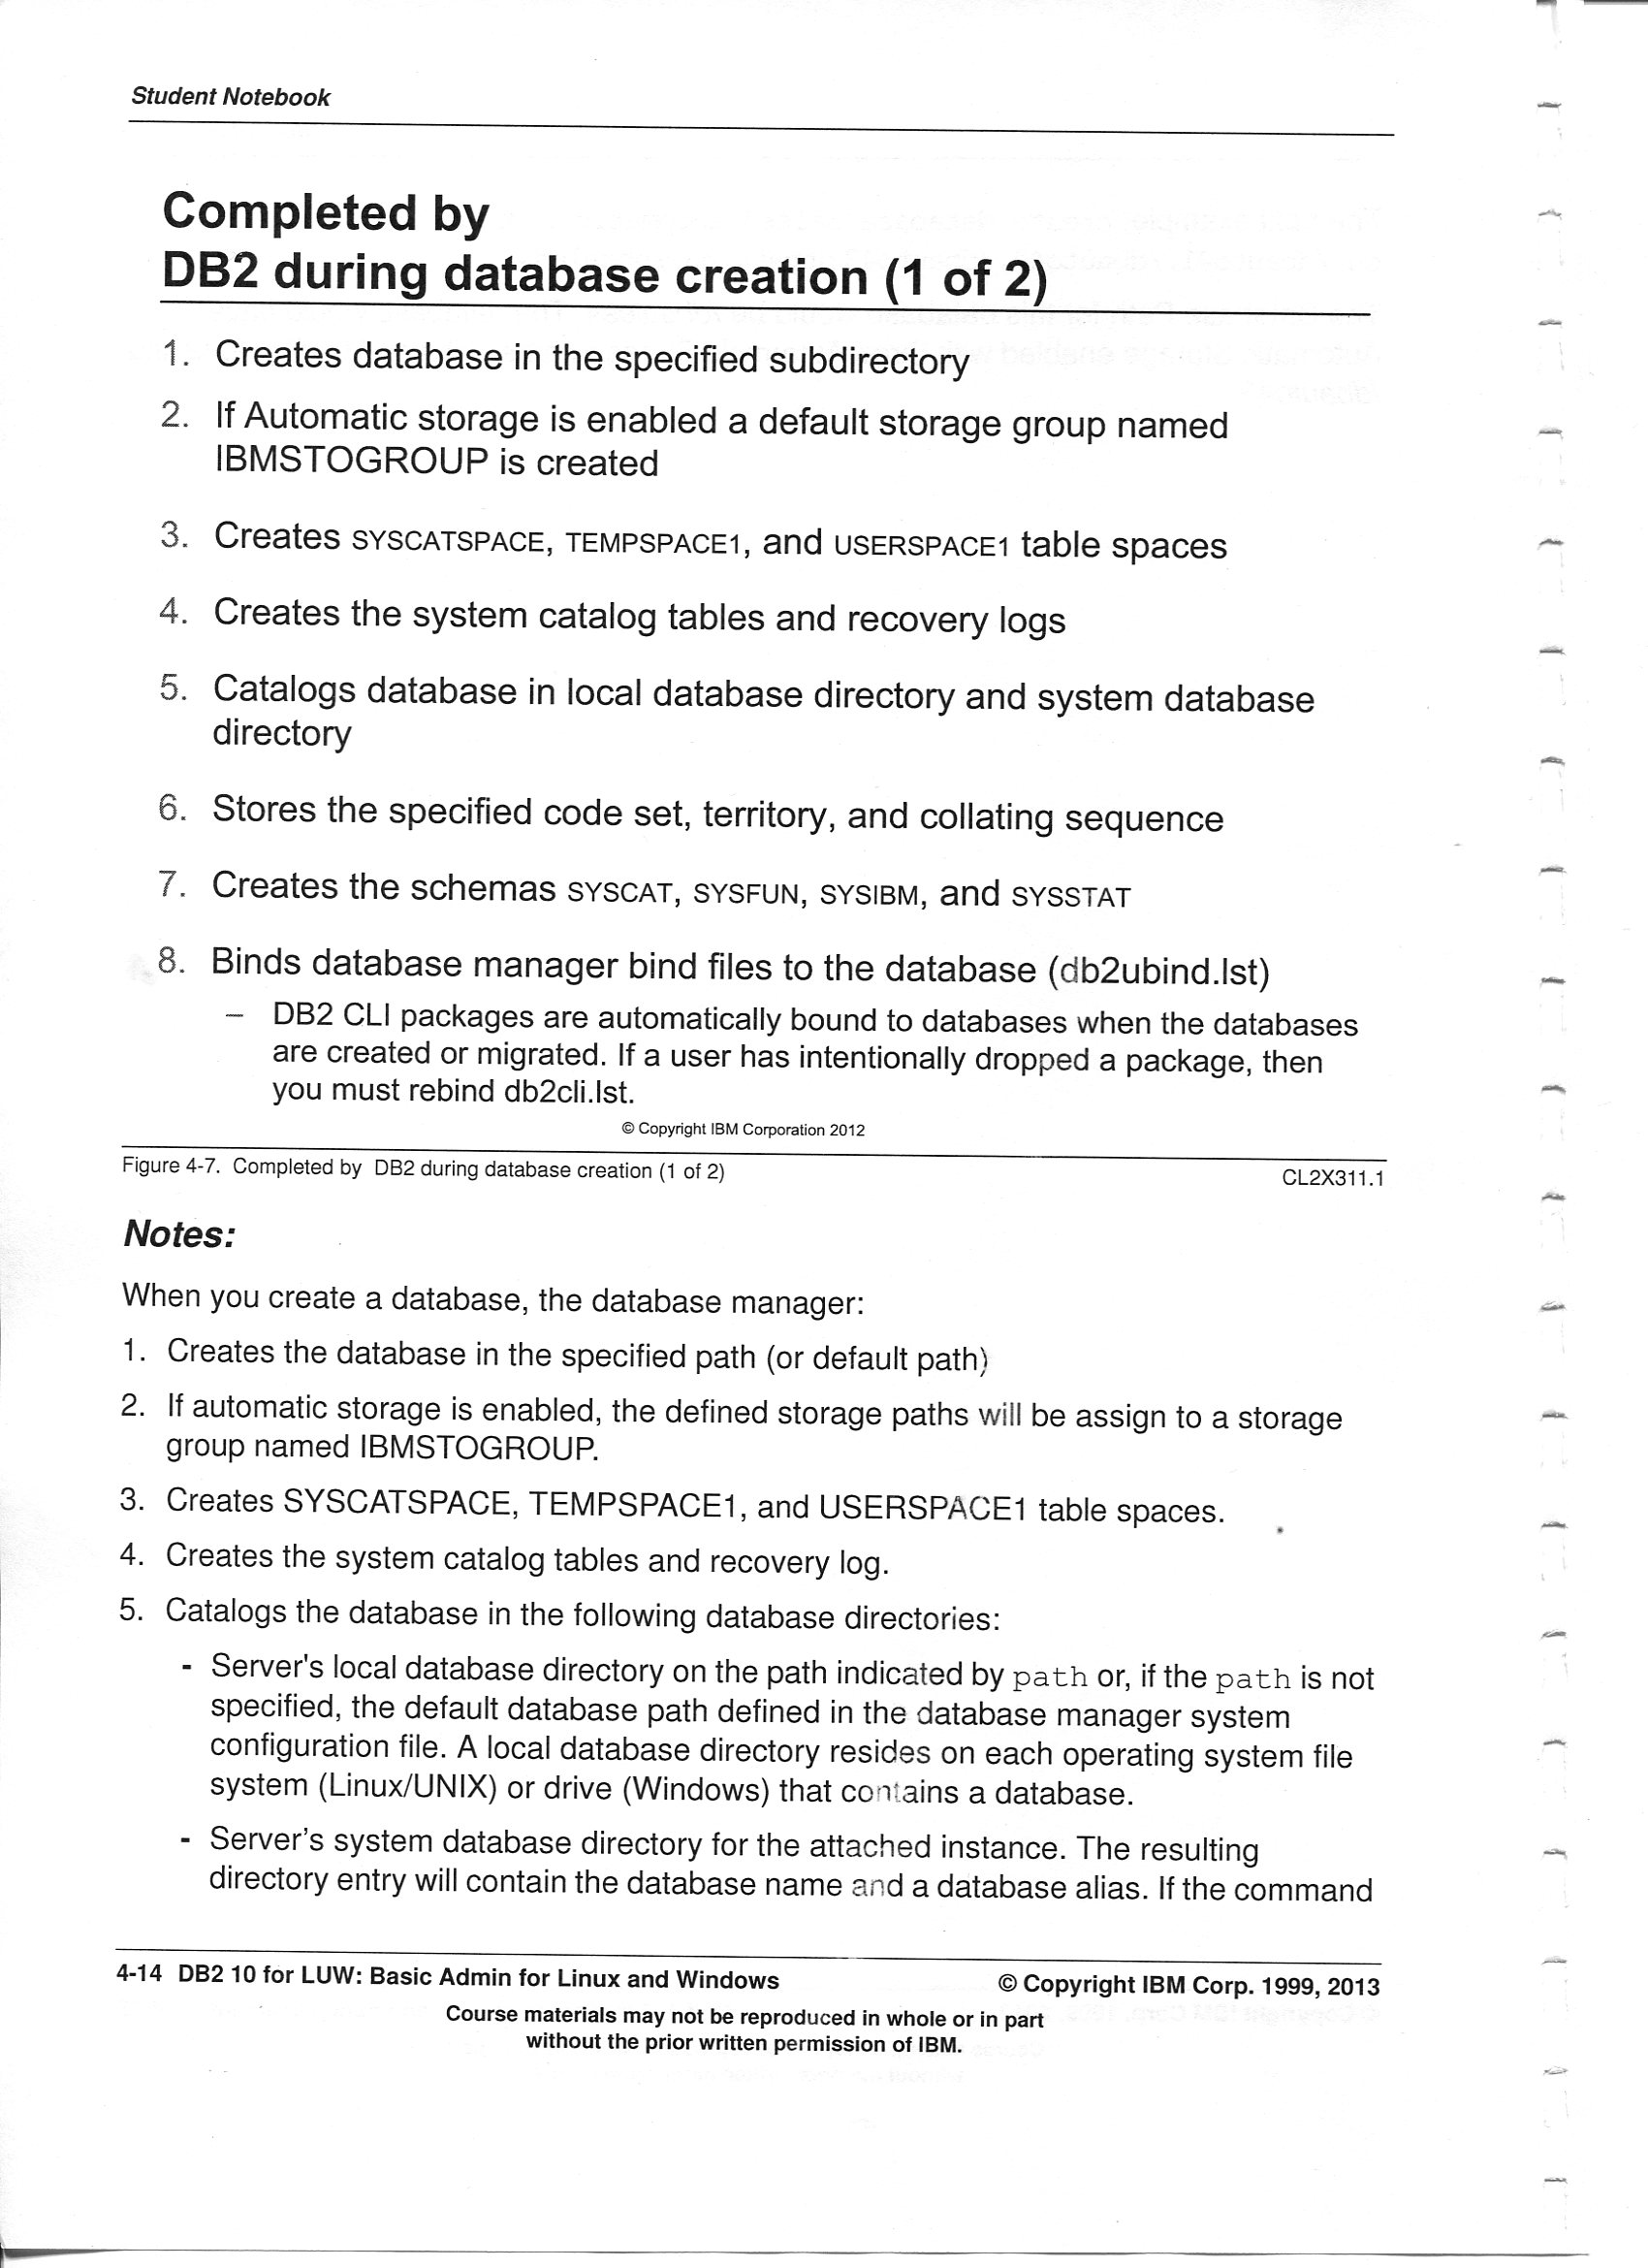 Student Notebook
Completed by
DB2 during database creation (1 of 2)
1. Creates database in the specified subdirectory
2. If Automatic storage is enabled a default storage group named
IBMSTOGROUP is created
3. Creates SYSCATSPACE, TEMPSPACE1, and USERSPACE1 table spaces
4. Creates the system catalog tables and recovery logs
5. Catalogs database in local database directory and system database
directory
6. Stores the specified code set, territory, and collating sequence
7. Creates the schemas SYSCAT, SYSFUN, SYSIBM, and SYSSTAT
8. Binds database manager bind files to the database (db2ubind.lst)
– DB2 CLI packages are automatically bound to databases when the databases
are created or migrated. If a user has intentionally dropped a package, then
you must rebind db2cli.lst.
© Copyright IBM Corporation 2012
Figure 4-7. Completed by DB2 during database creation (1 of 2) CL2X311.1
Notes:
When you create a database, the database manager:
1. Creates the database in the specified path (or default path)
2. If automatic storage is enabled, the defined storage paths will be assign to a storage
group named IBMSTOGROUP.
3. Creates SYSCATSPACE, TEMPSPACE1, and USERSPACE1 table spaces.
4. Creates the system catalog tables and recovery log.
5. Catalogs the database in the following database directories:
- Server's local database directory on the path indicated by path or, if the path is not
specified, the default database path defined in the database manager system
configuration file. A local database directory resides on each operating system file
system (Linux/UNIX) or drive (Windows) that contains a database.
- Server's system database directory for the attached instance. The resulting
directory entry will contain the database name and a database alias. If the command
4-14 DB2 10 for LUW: Basic Admin for Linux and Windows © Copyright IBM Corp. 1999, 2013
Course materials may not be reproduced in whole or in part
without the prior written permission of IBM.